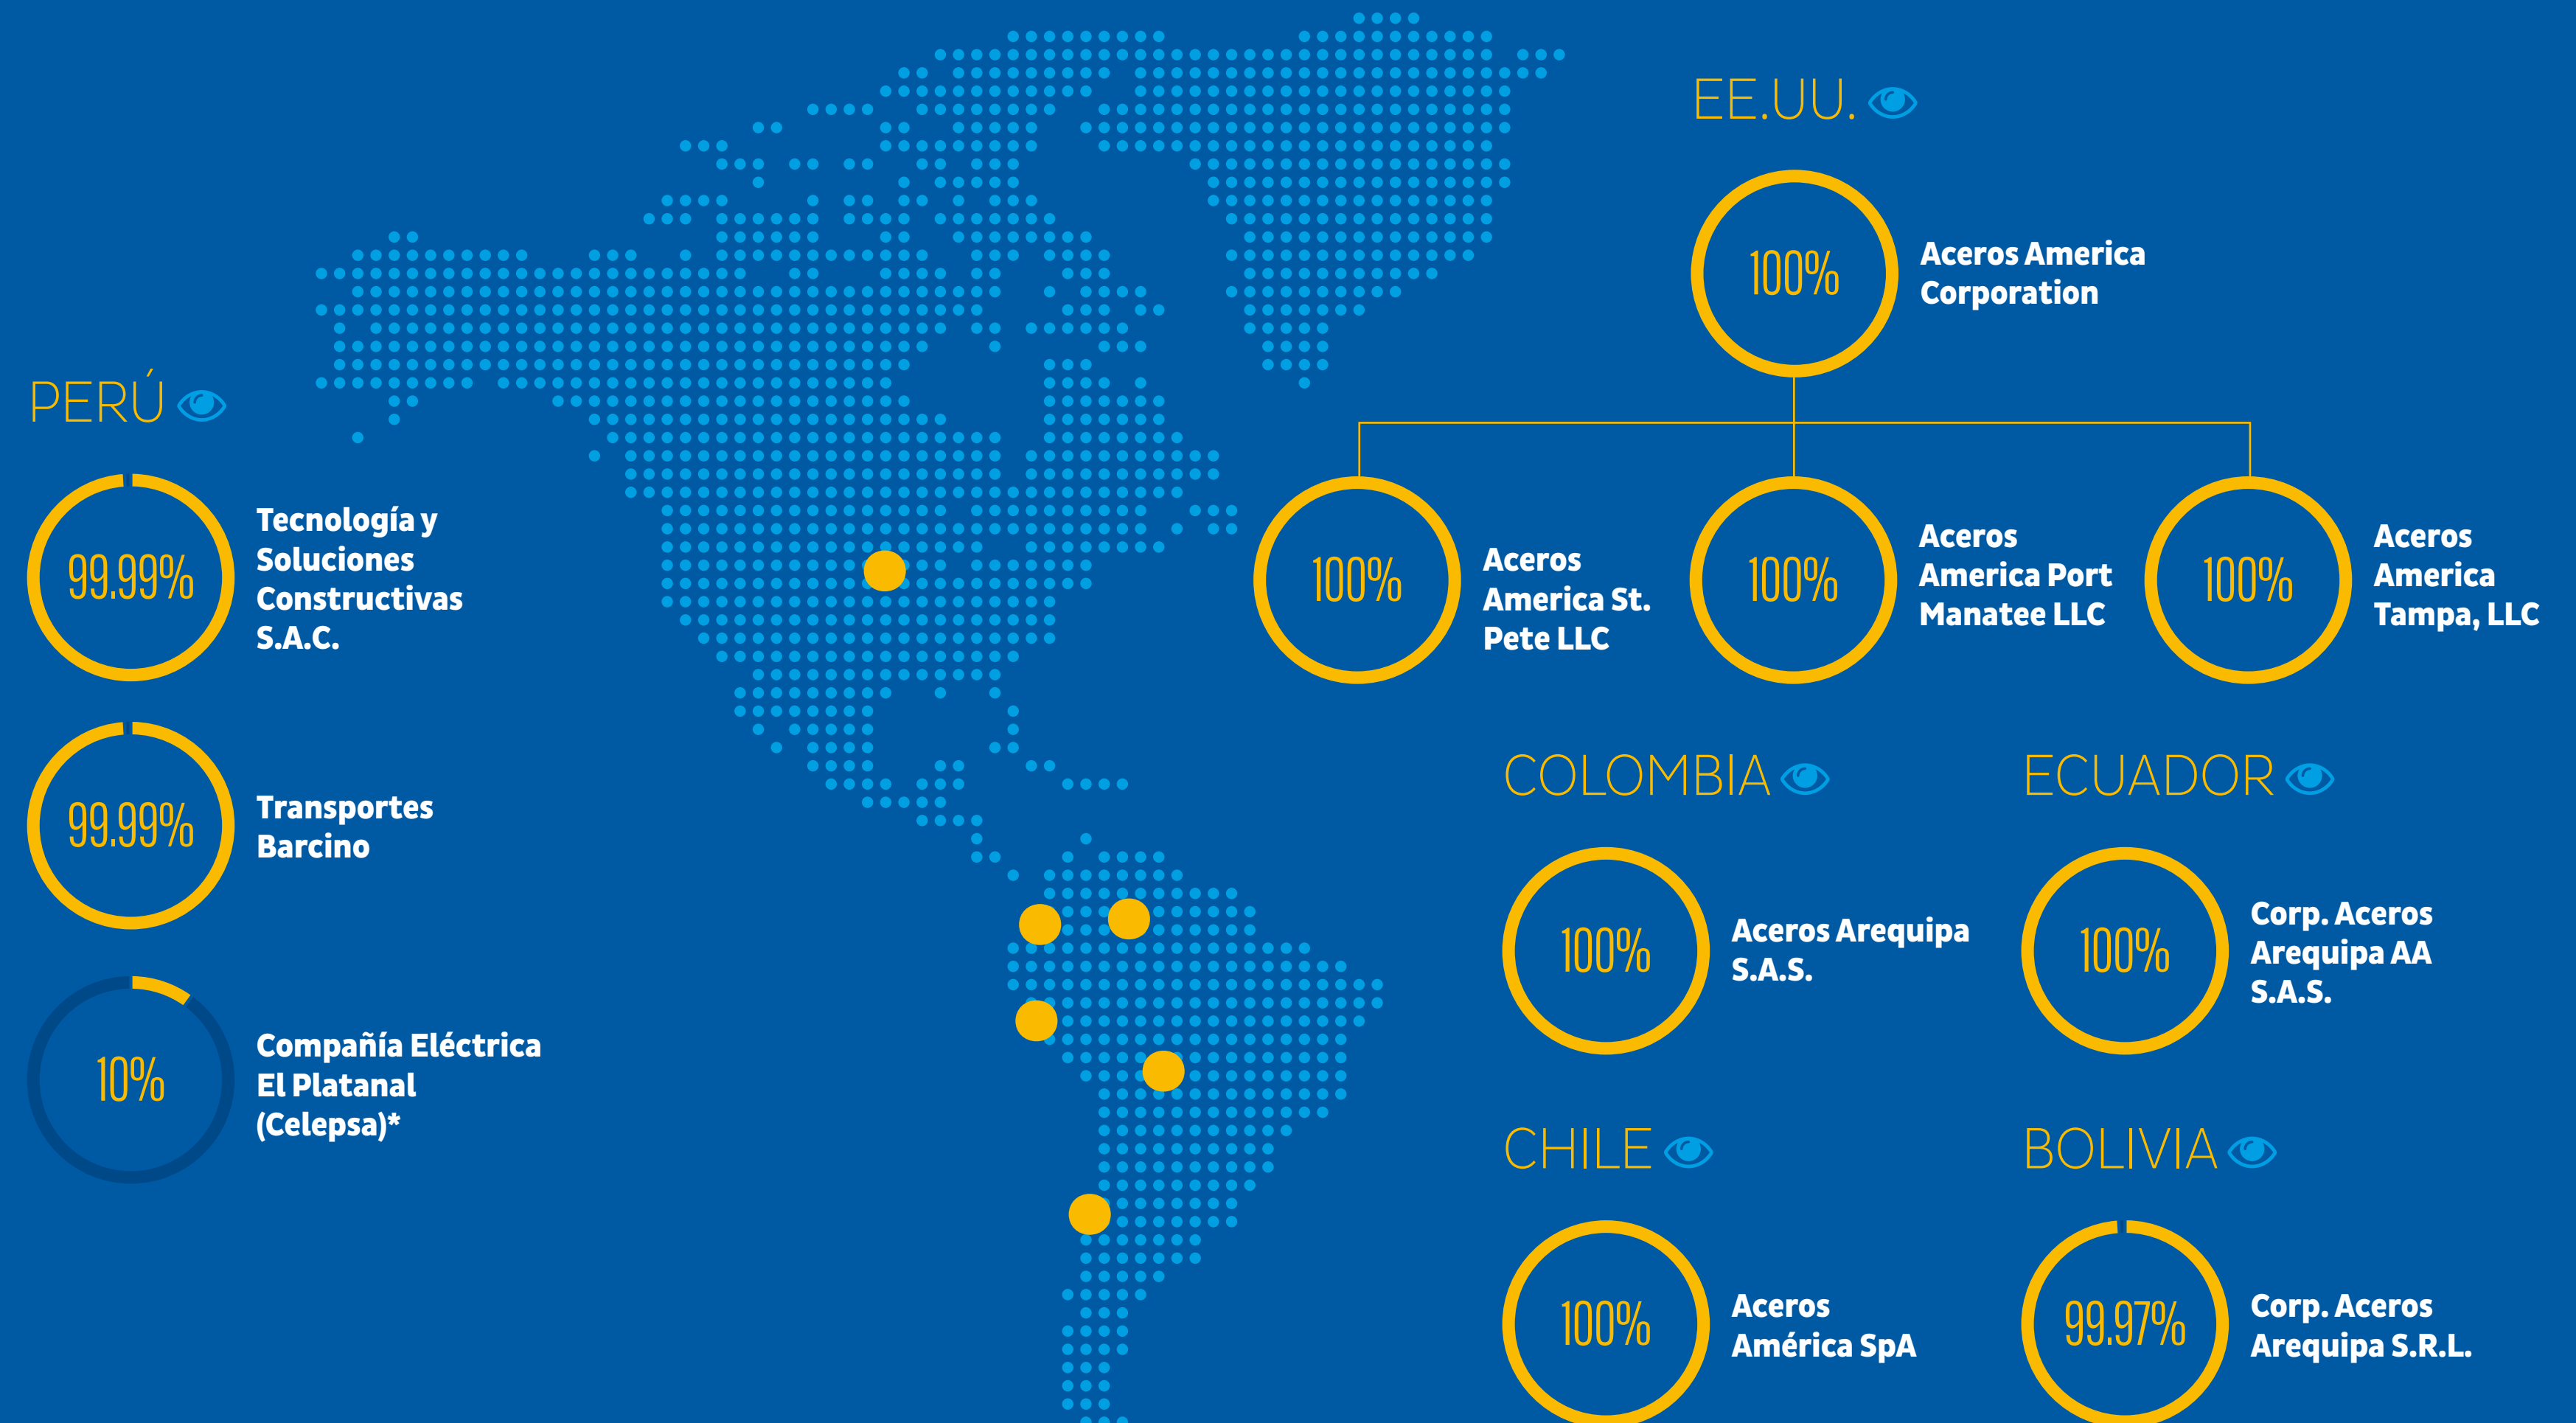 PERÚ
99.99%
Tecnología y
Soluciones
Constructivas
S.A.C.
99.99%
Transportes
Barcino
10%
Compañía Eléctrica
El Platanal
(Celepsa)*
EE.UU.
100%
Aceros America
Corporation
100%
Aceros
America St.
Pete LLC
100%
Aceros
America Port
Manatee LLC
100%
Aceros
America
Tampa, LLC
COLOMBIA
100%
Aceros Arequipa
S.A.S.
ECUADOR
100%
Corp. Aceros
Arequipa AA
S.A.S.
CHILE
100%
Aceros
América SpA
BOLIVIA
99.97%
Corp. Aceros
Arequipa S.R.L.